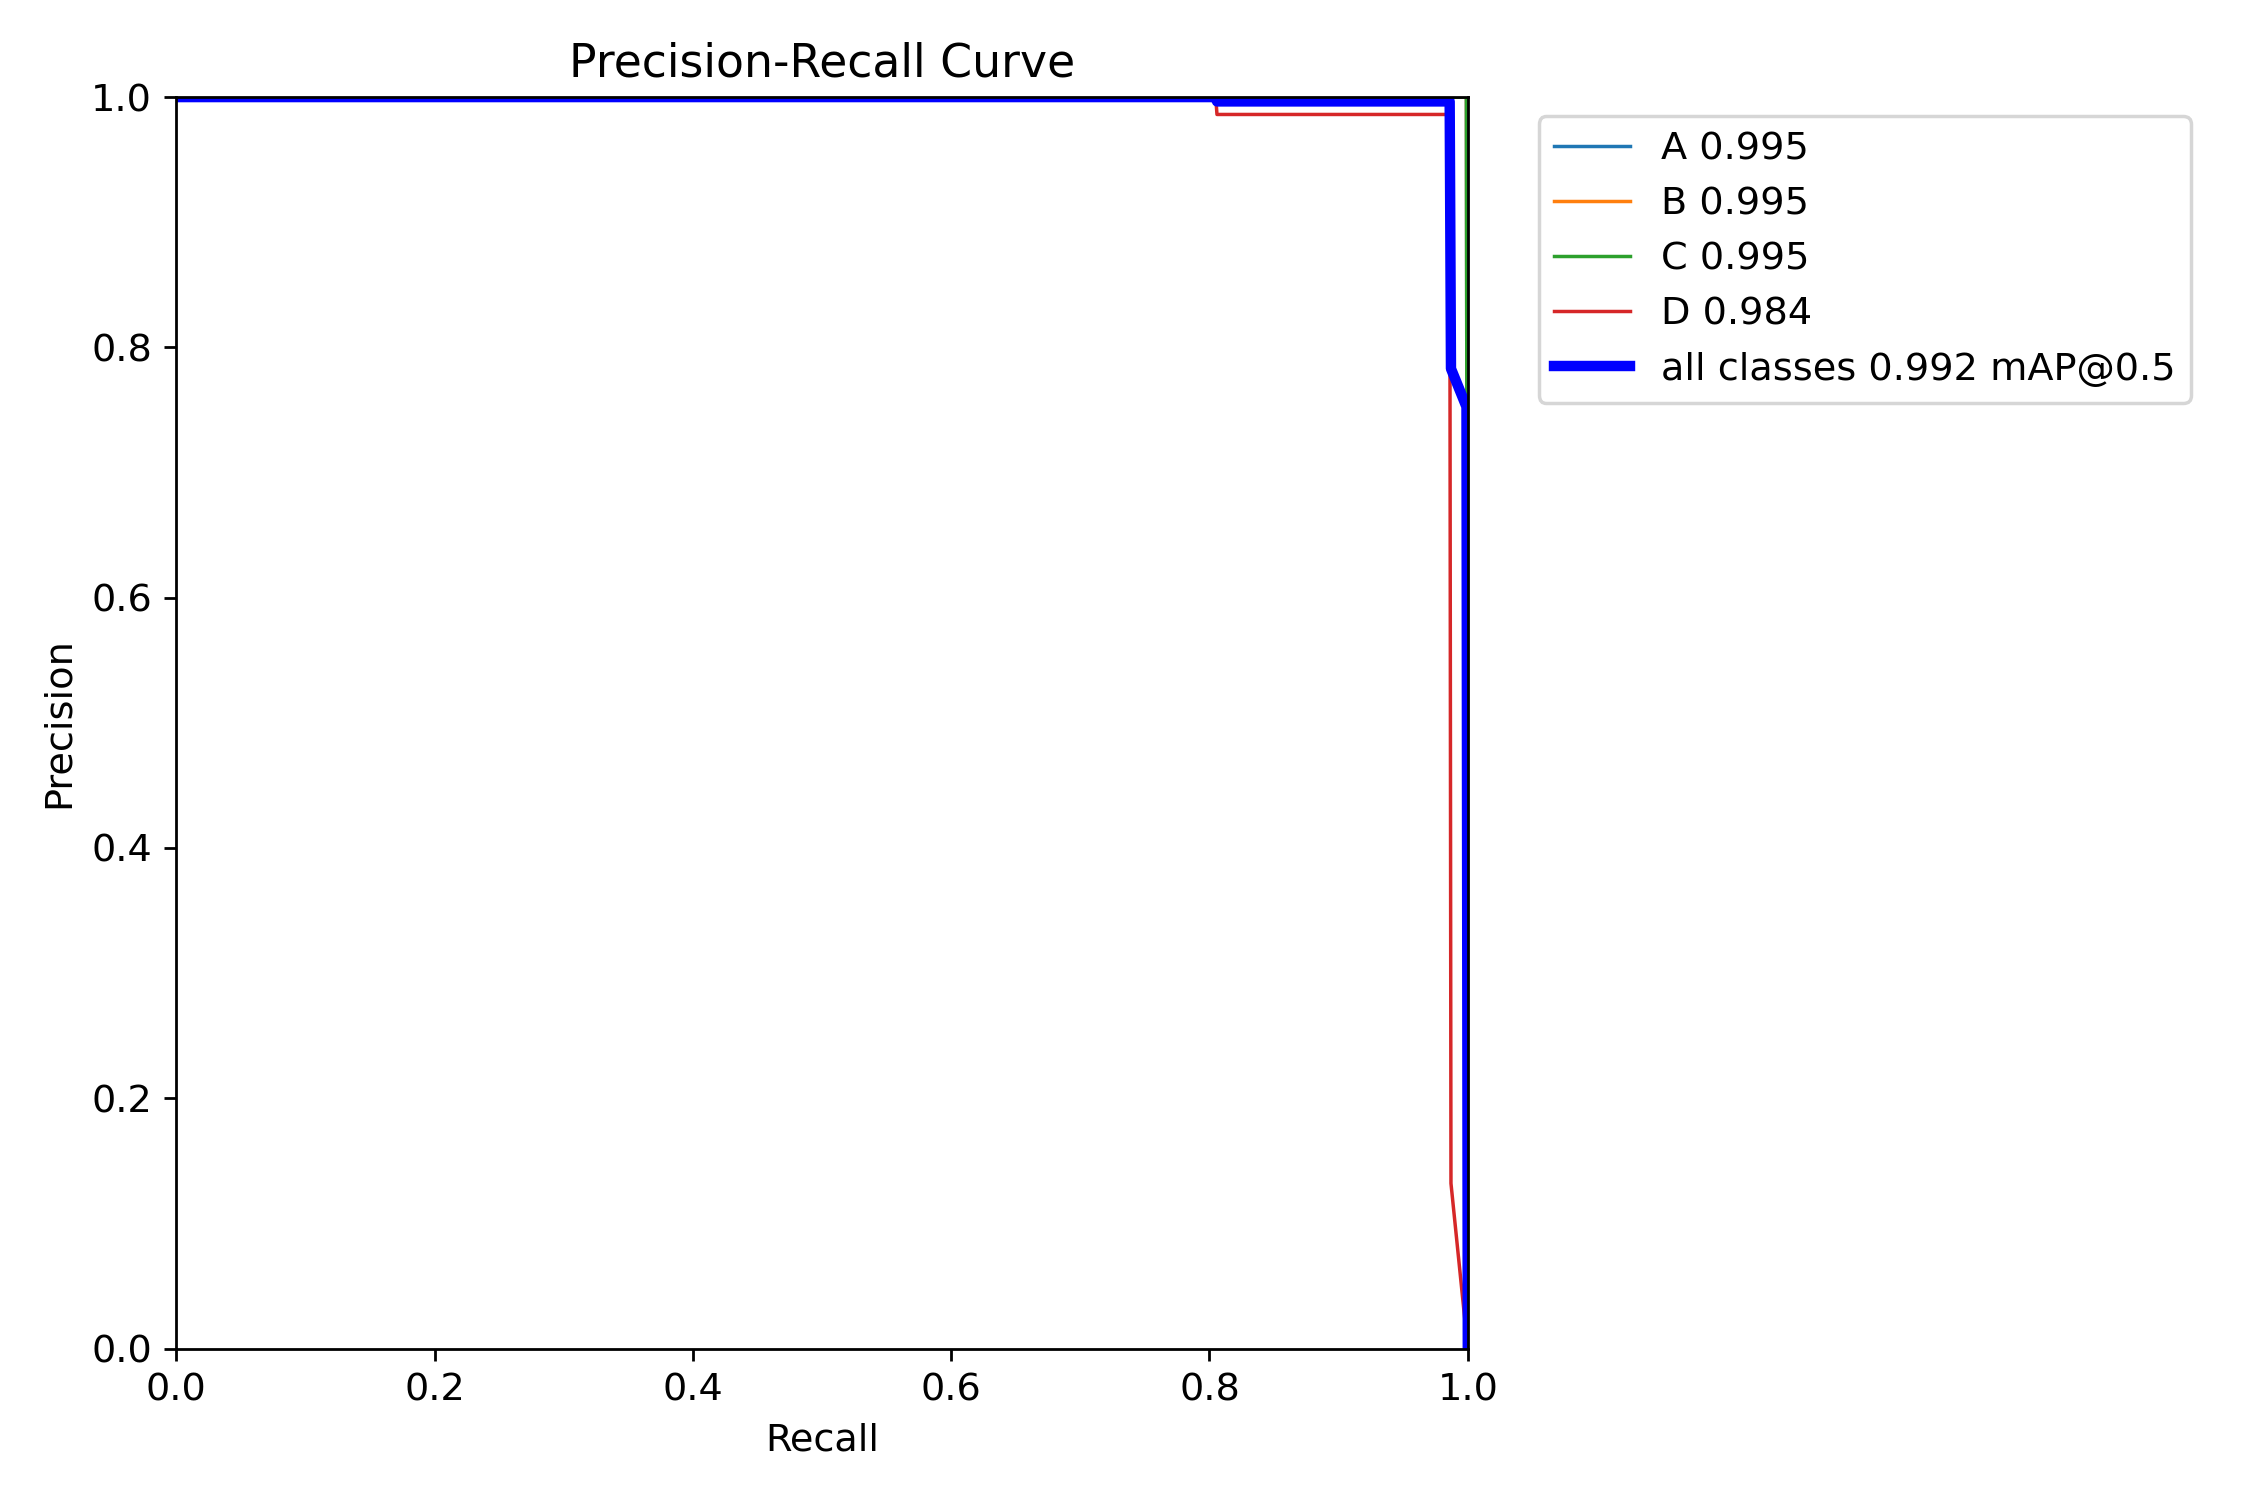 Precision-Recall Curve
1.0
0.8
0.6
0.4
0.2
0.0
Precision
0.0 0.2 0.4 0.6 0.8 1.0
Recall
A 0.995
B 0.995
C 0.995
D 0.984
all classes 0.992 mAP@0.5